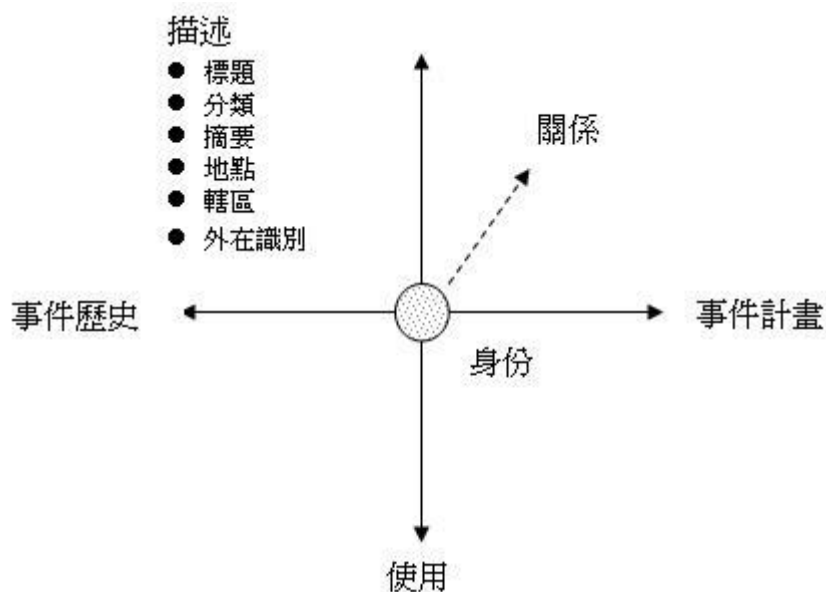 描述
● 標題
● 分類
● 摘要
● 地點
● 轄區
● 外在識別
關係
事件歷史
事件計畫
身份
使用